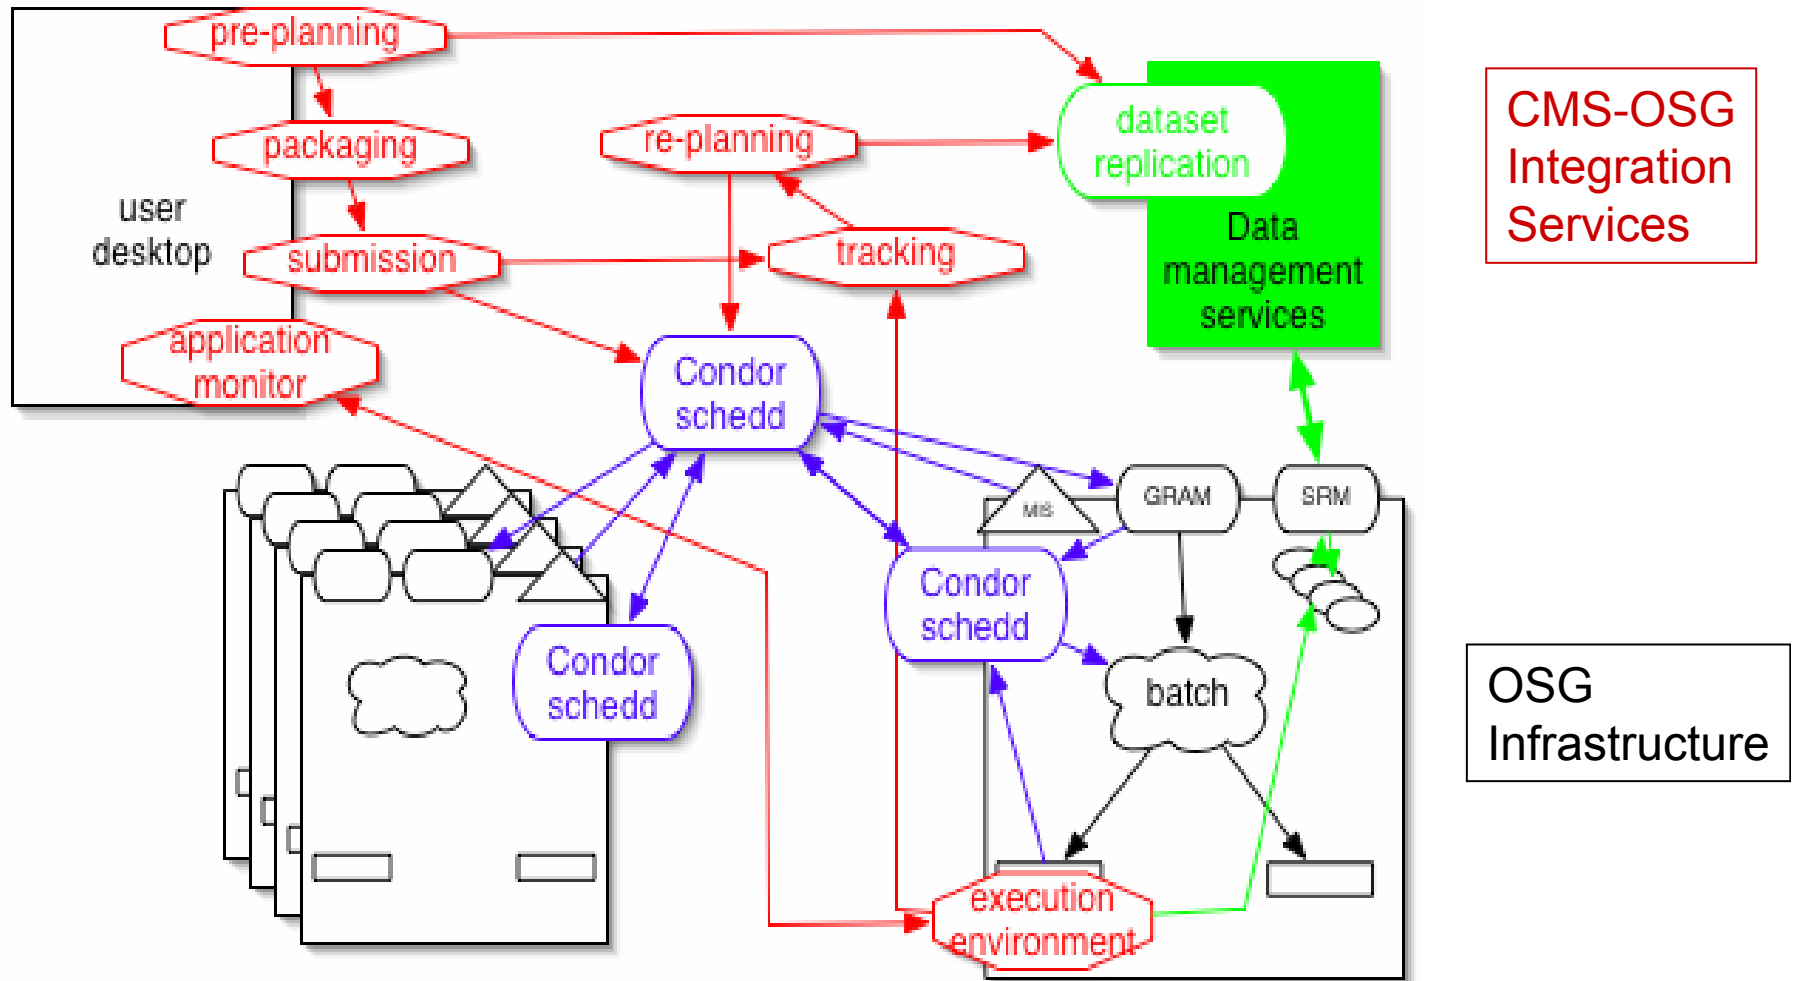 pre-planning
packaging
user
desktop
submission
application
monitor
re-planning
tracking
dataset
replication
Data
management
services
CMS-OSG
Integration
Services
Condor
schedd
MIS
GRAM
SRM
Condor
schedd
Condor
schedd
batch
execution
environment
OSG
Infrastructure